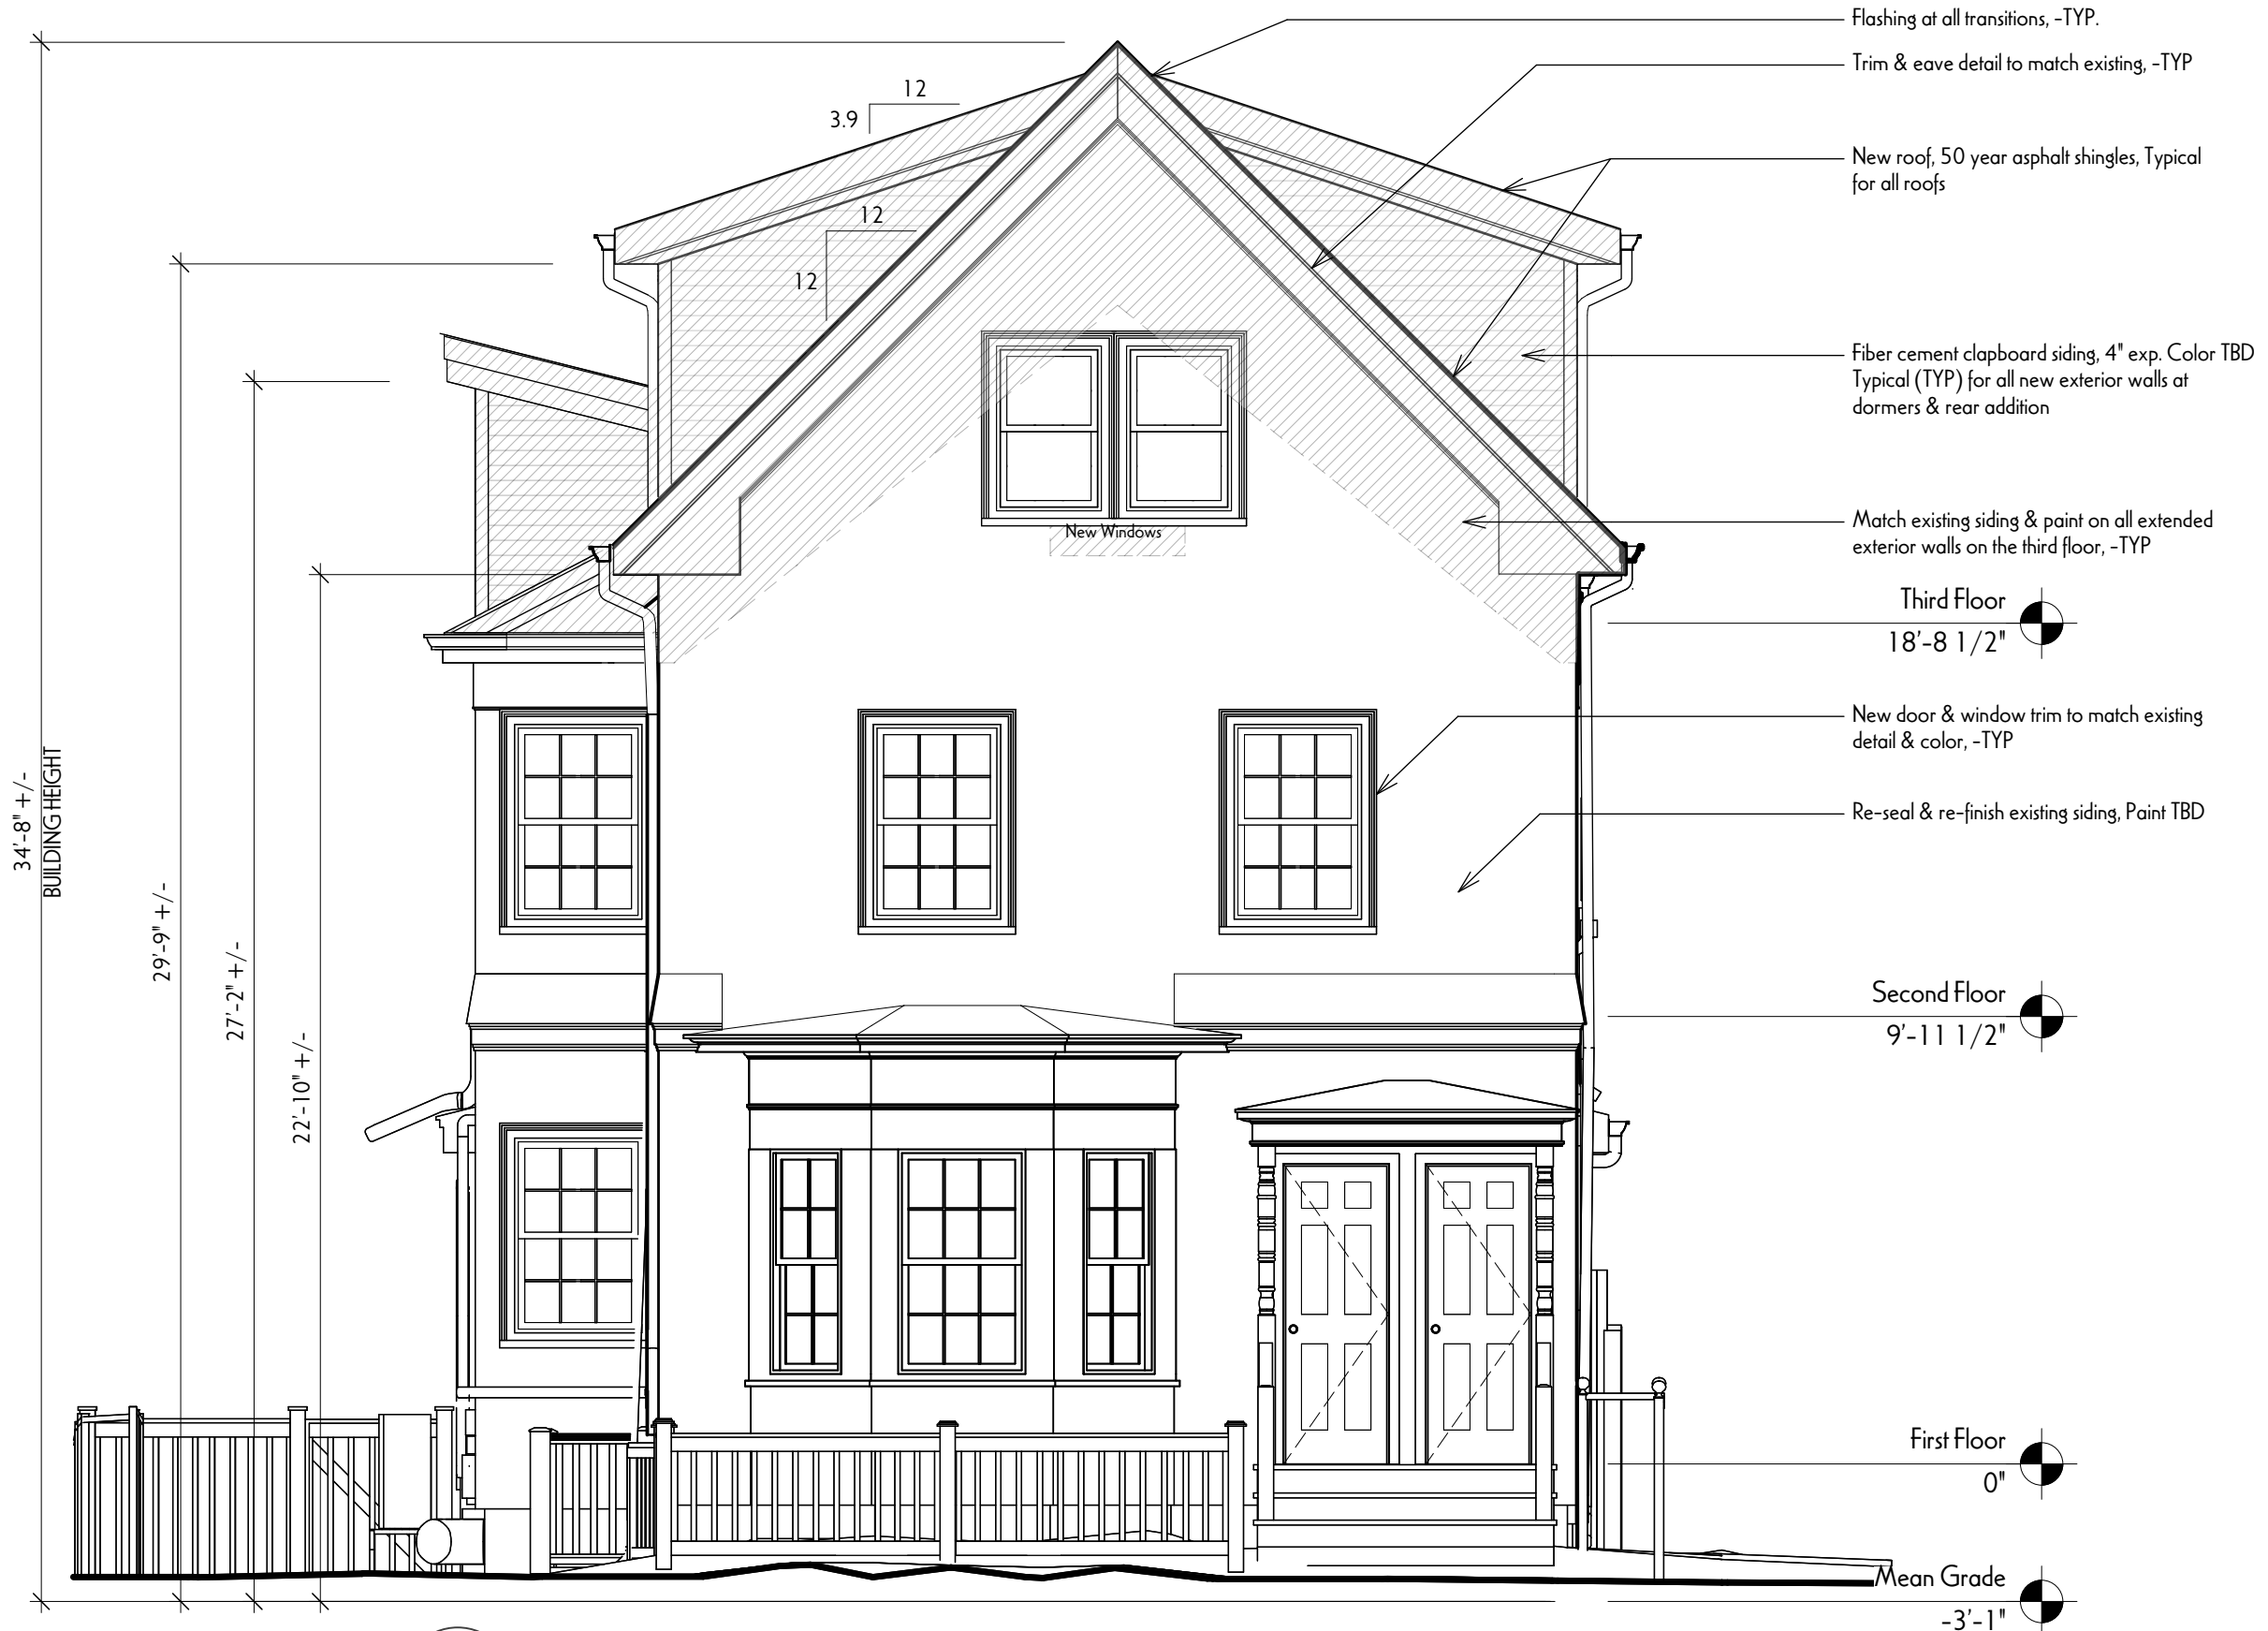 Flashing at all transitions, -TYP.
Trim & eave detail to match existing, -TYP
12
3.9
New roof, 50 year asphalt shingles, Typical
for all roofs
12
12
Fiber cement clapboard siding, 4" exp. Color TBD
Typical (TYP) for all new exterior walls at
dormers & rear addition
New Windows
Match existing siding & paint on all extended
exterior walls on the third floor, -TYP
Third Floor
18'-8 1/2"
New door & window trim to match existing
detail & color, -TYP
Re-seal & re-finish existing siding, Paint TBD
34'-8" +/-
BUILDING HEIGHT
29'-9" +/-
27'-2" +/-
22'-10" +/-
Second Floor
9'-11 1/2"
First Floor
0"
Mean Grade
-3'-1"